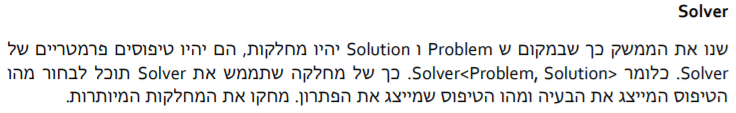 Solver
שנו את הממשק כך שבמקום ש Problem ו Solution יהיו מחלקות, הם יהיו טיפוסים פרמטריים של
Solver. כלומר Solver<Problem, Solution>. כך של מחלקה שתממש את Solver תוכל לבחור מהו
הטיפוס המייצג את הבעיה ומהו הטיפוס שמייצג את הפתרון. מחקו את המחלקות המיותרות.